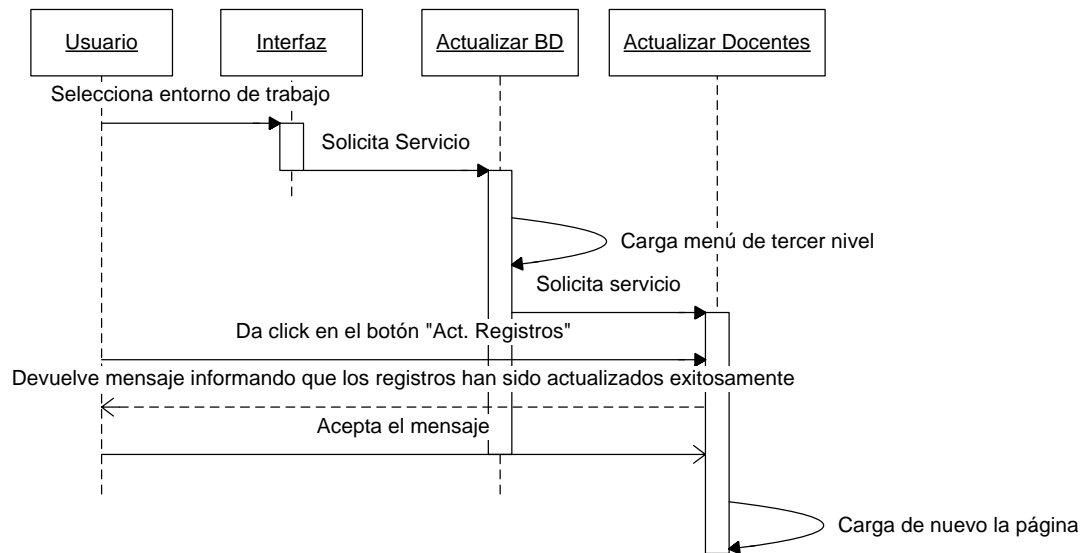 Usuario
Interfaz
Actualizar BD
Actualizar Docentes
Selecciona entorno de trabajo
Solicita Servicio
Carga menú de tercer nivel
Solicita servicio
Da click en el botón "Act. Registros"
Devuelve mensaje informando que los registros han sido actualizados exitosamente
Acepta el mensaje
Carga de nuevo la página